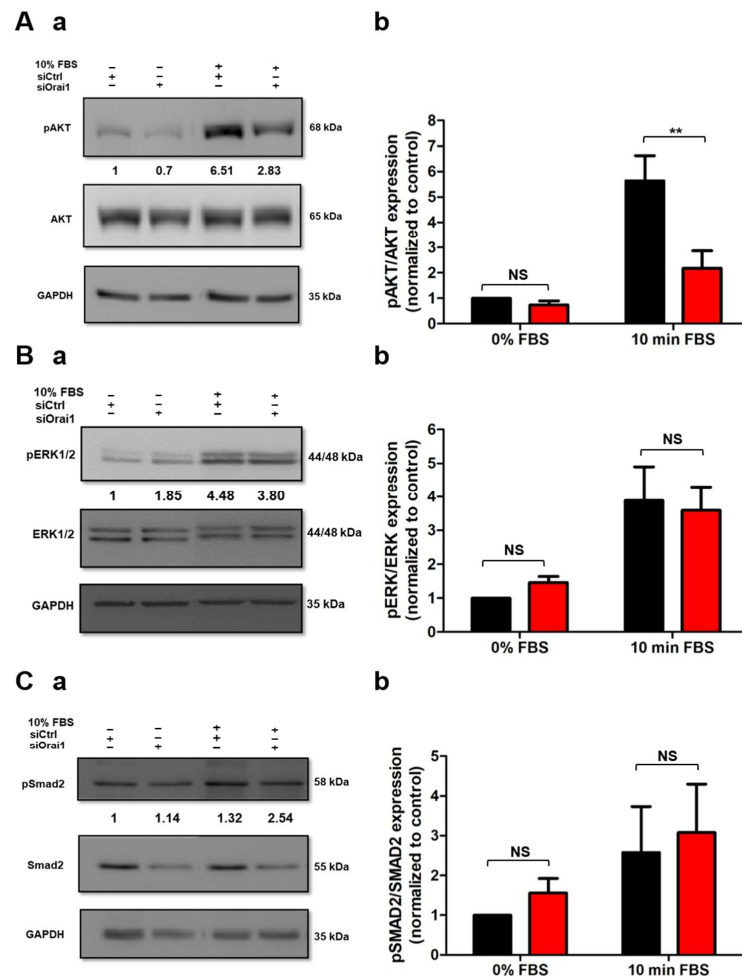 A a
10% FBS – – + +
siCtrl + – + –
siOrai1 – + – +
pAKT 68 kDa
1 0.7 6.51 2.83
AKT 65 kDa
GAPDH 35 kDa
b
pAKT/AKT expression
(normalized to control)
8
7
6
5
4
3
2
1
0
NS
**
0% FBS 10 min FBS
B a
10% FBS – – + +
siCtrl + – + –
siOrai1 – + – +
pERK1/2 44/48 kDa
1 1.85 4.48 3.80
ERK1/2 44/48 kDa
GAPDH 35 kDa
b
pERK/ERK expression
(normalized to control)
6
5
4
3
2
1
0
NS
NS
0% FBS 10 min FBS
C a
10% FBS – – + +
siCtrl + – + –
siOrai1 – + – +
pSmad2 58 kDa
1 1.14 1.32 2.54
Smad2 55 kDa
GAPDH 35 kDa
b
pSMAD2/SMAD2 expression
(normalized to control)
5
4
3
2
1
0
NS
NS
0% FBS 10 min FBS